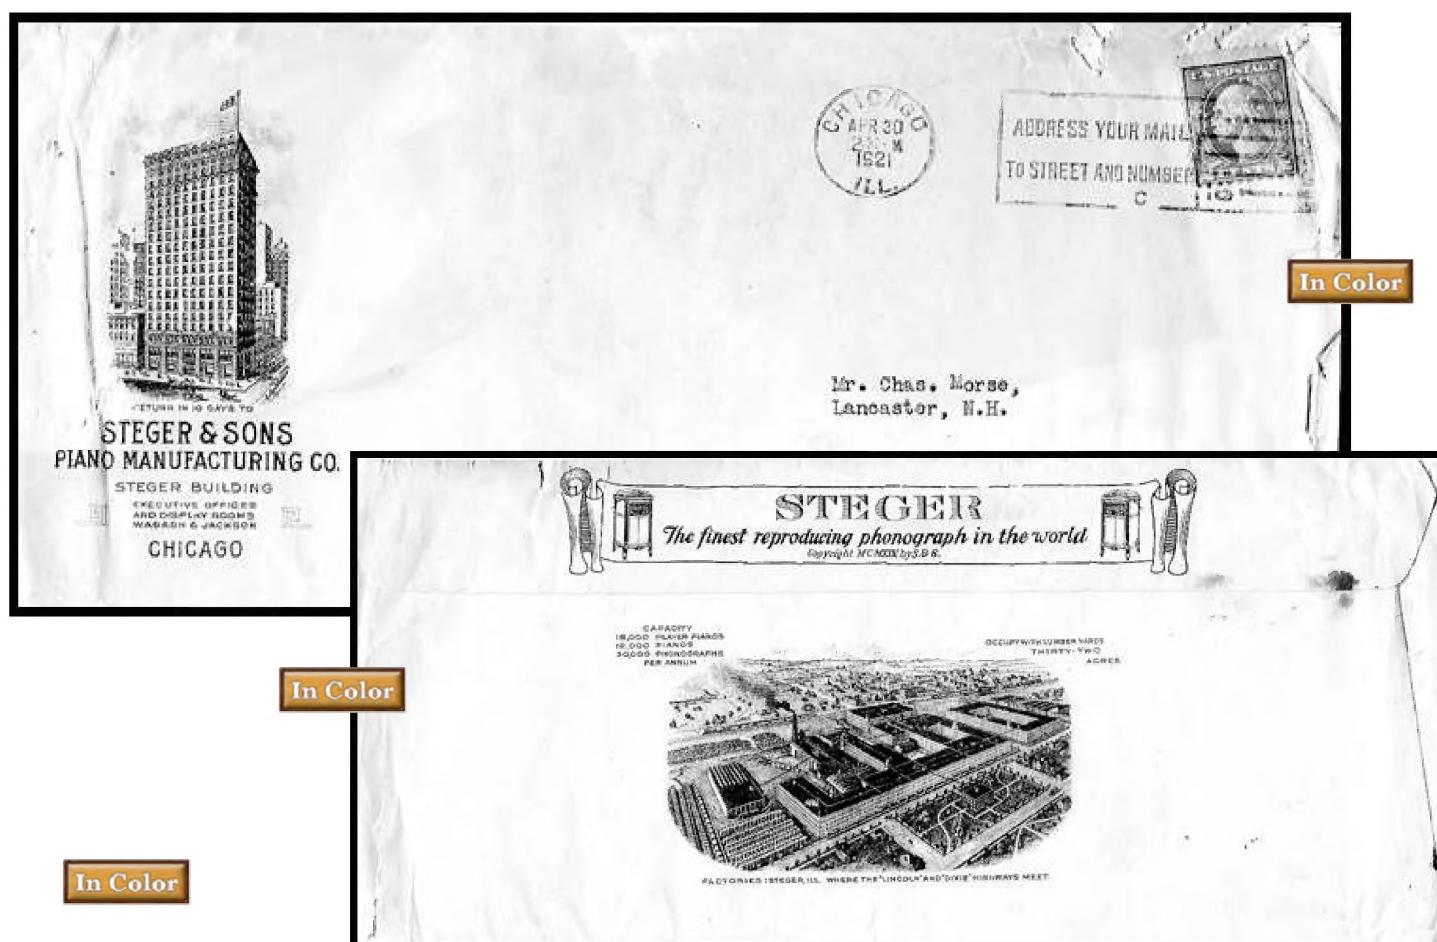 U.S. POSTAGE
CHICAGO
APR 30
1921
ILL.
ADDRESS YOUR MAIL
TO STREET AND NUMBER
C
In Color
Mr. Chas. Morse,
Lancaster, N.H.
RETURN IN 10 DAYS TO
STEGER & SONS
PIANO MANUFACTURING CO.
STEGER BUILDING
EXECUTIVE OFFICES
AND DISPLAY ROOMS
WABASH & JACKSON
CHICAGO
STEGER
The finest reproducing phonograph in the world
Copyright MCMXIX by S.& S.
CAPACITY
18,000 PLAYER PIANOS
PIANOS
PHONOGRAPHS
PER ANNUM
OCCUPY WITH LUMBER YARDS
THIRTY-TWO
ACRES
In Color
FACTORIES: STEGER, ILL. WHERE THE "LINCOLN" AND "DIXIE" HIGHWAYS MEET
In Color